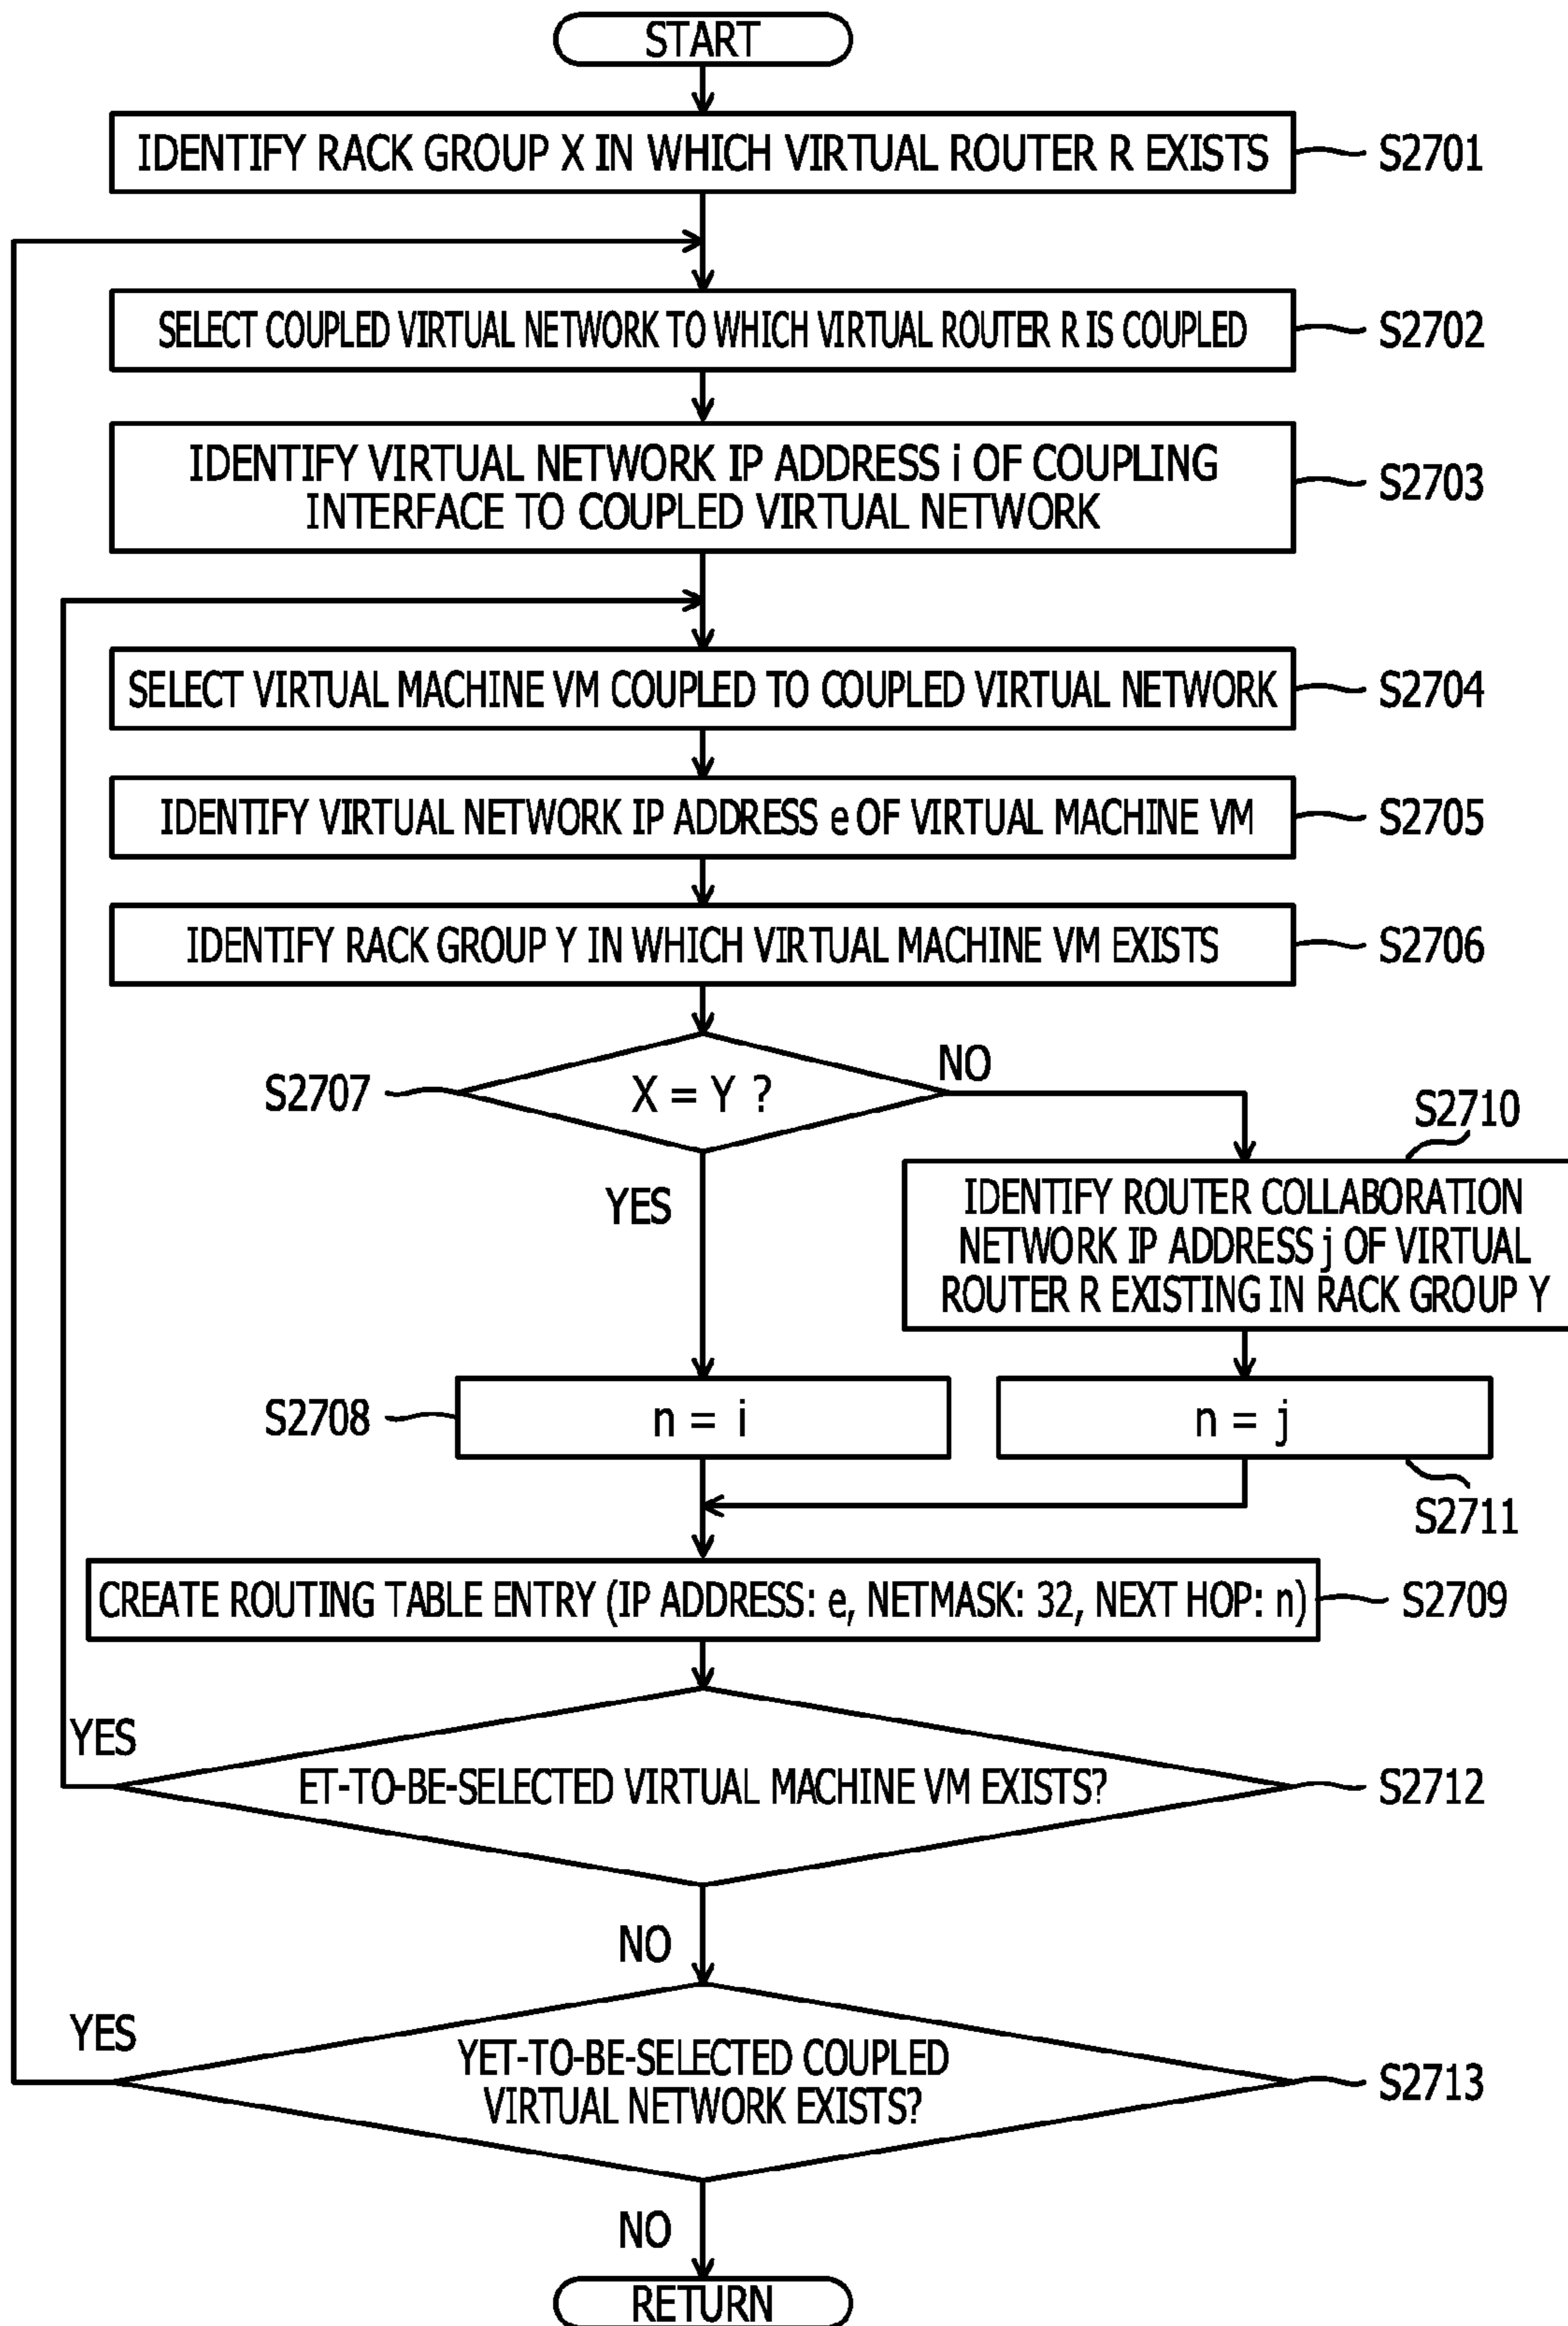 START
IDENTIFY RACK GROUP X IN WHICH VIRTUAL ROUTER R EXISTS
S2701
SELECT COUPLED VIRTUAL NETWORK TO WHICH VIRTUAL ROUTER R IS COUPLED
S2702
IDENTIFY VIRTUAL NETWORK IP ADDRESS i OF COUPLING
INTERFACE TO COUPLED VIRTUAL NETWORK
S2703
SELECT VIRTUAL MACHINE VM COUPLED TO COUPLED VIRTUAL NETWORK
S2704
IDENTIFY VIRTUAL NETWORK IP ADDRESS e OF VIRTUAL MACHINE VM
S2705
IDENTIFY RACK GROUP Y IN WHICH VIRTUAL MACHINE VM EXISTS
S2706
S2707
X = Y ?
NO
YES
S2710
IDENTIFY ROUTER COLLABORATION
NETWORK IP ADDRESS j OF VIRTUAL
ROUTER R EXISTING IN RACK GROUP Y
S2708
n = i
n = j
S2711
CREATE ROUTING TABLE ENTRY (IP ADDRESS: e, NETMASK: 32, NEXT HOP: n)
S2709
YES
ET-TO-BE-SELECTED VIRTUAL MACHINE VM EXISTS?
S2712
NO
YES
YET-TO-BE-SELECTED COUPLED
VIRTUAL NETWORK EXISTS?
S2713
NO
RETURN